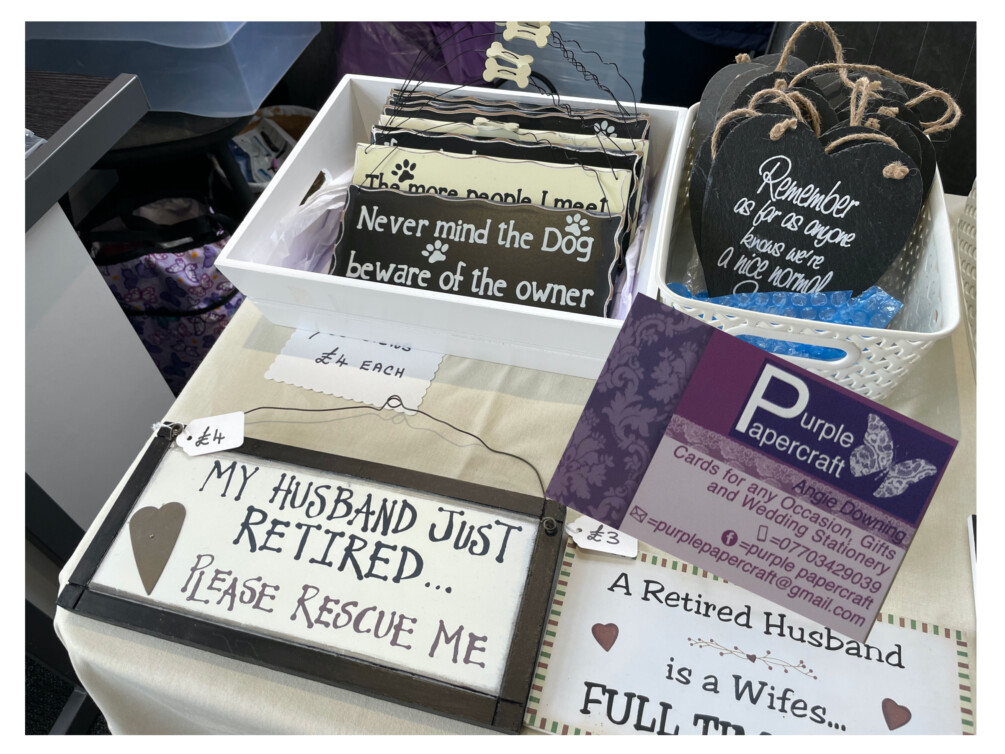 The more people I meet
Never mind the Dog
beware of the owner
Remember
as far as anyone
knows we're
a nice normal
£4 EACH
£4
MY HUSBAND JUST
RETIRED...
PLEASE RESCUE ME
Purple
Papercraft
Angie Downing
Cards for any Occasion, Gifts
and Wedding Stationery
=07703429039
=purple papercraft
=purplepapercraft@gmail.com
£3
A Retired Husband
is a Wifes...
FULL